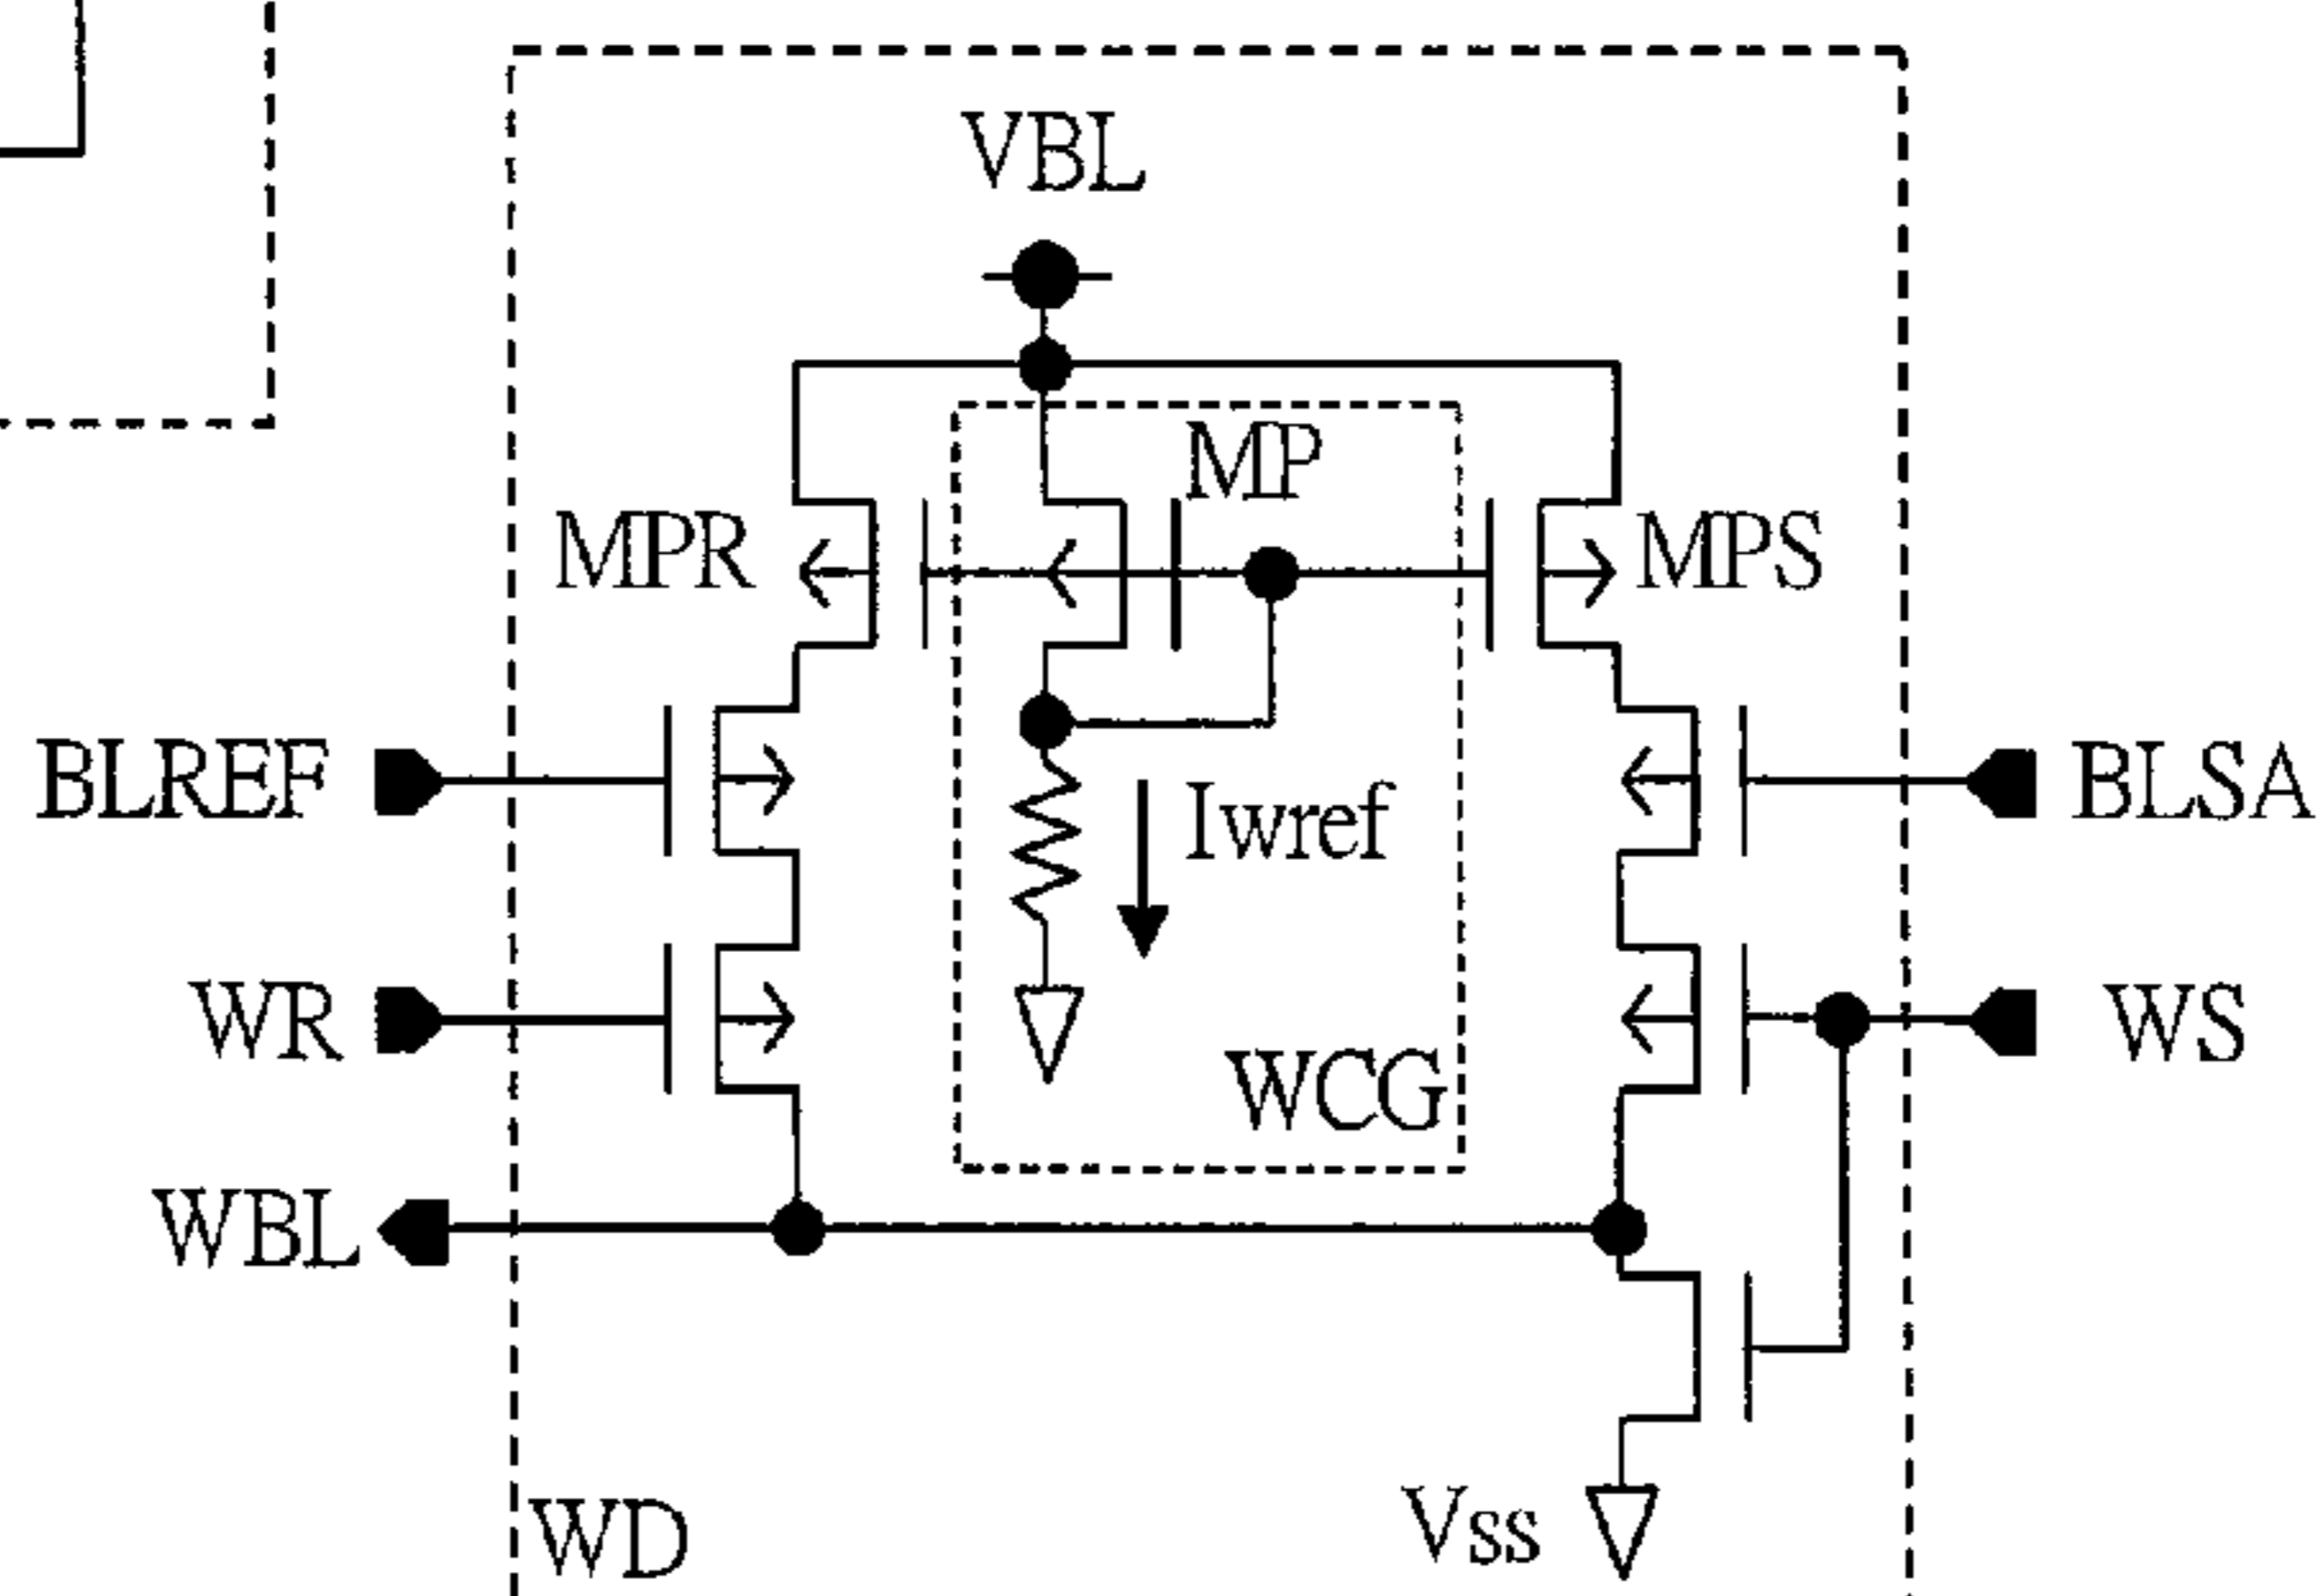 VBL
MP
MPR
MPS
BLREF
Iwref
BLSA
WR
WS
WCG
WBL
WD
Vss